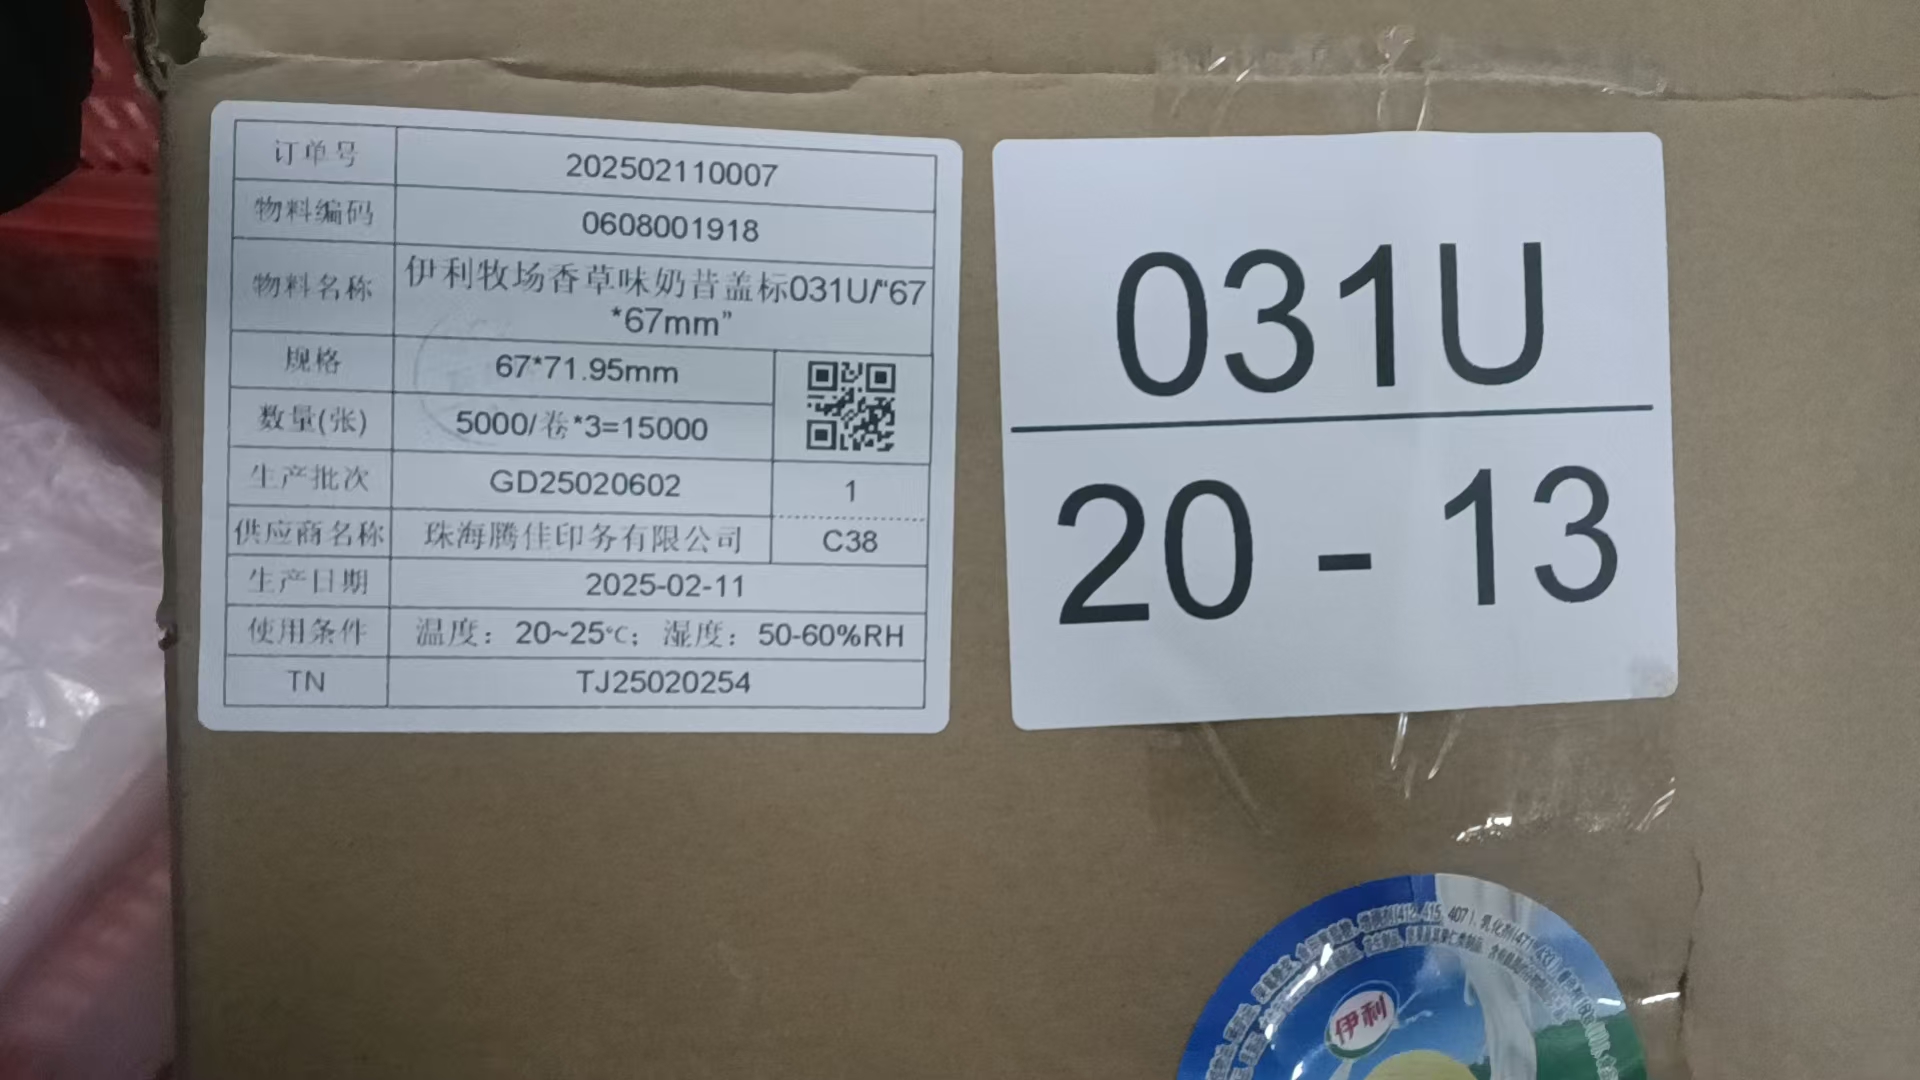 订单号 202502110007
物料编码 0608001918
物料名称 伊利牧场香草味奶昔盖标031U/“67
*67mm”
规格 67*71.95mm
数量(张) 5000/卷*3=15000
生产批次 GD25020602 1
供应商名称 珠海腾佳印务有限公司 C38
生产日期 2025-02-11
使用条件 温度：20~25℃；湿度：50-60%RH
TN TJ25020254
031U
20 - 13
伊利